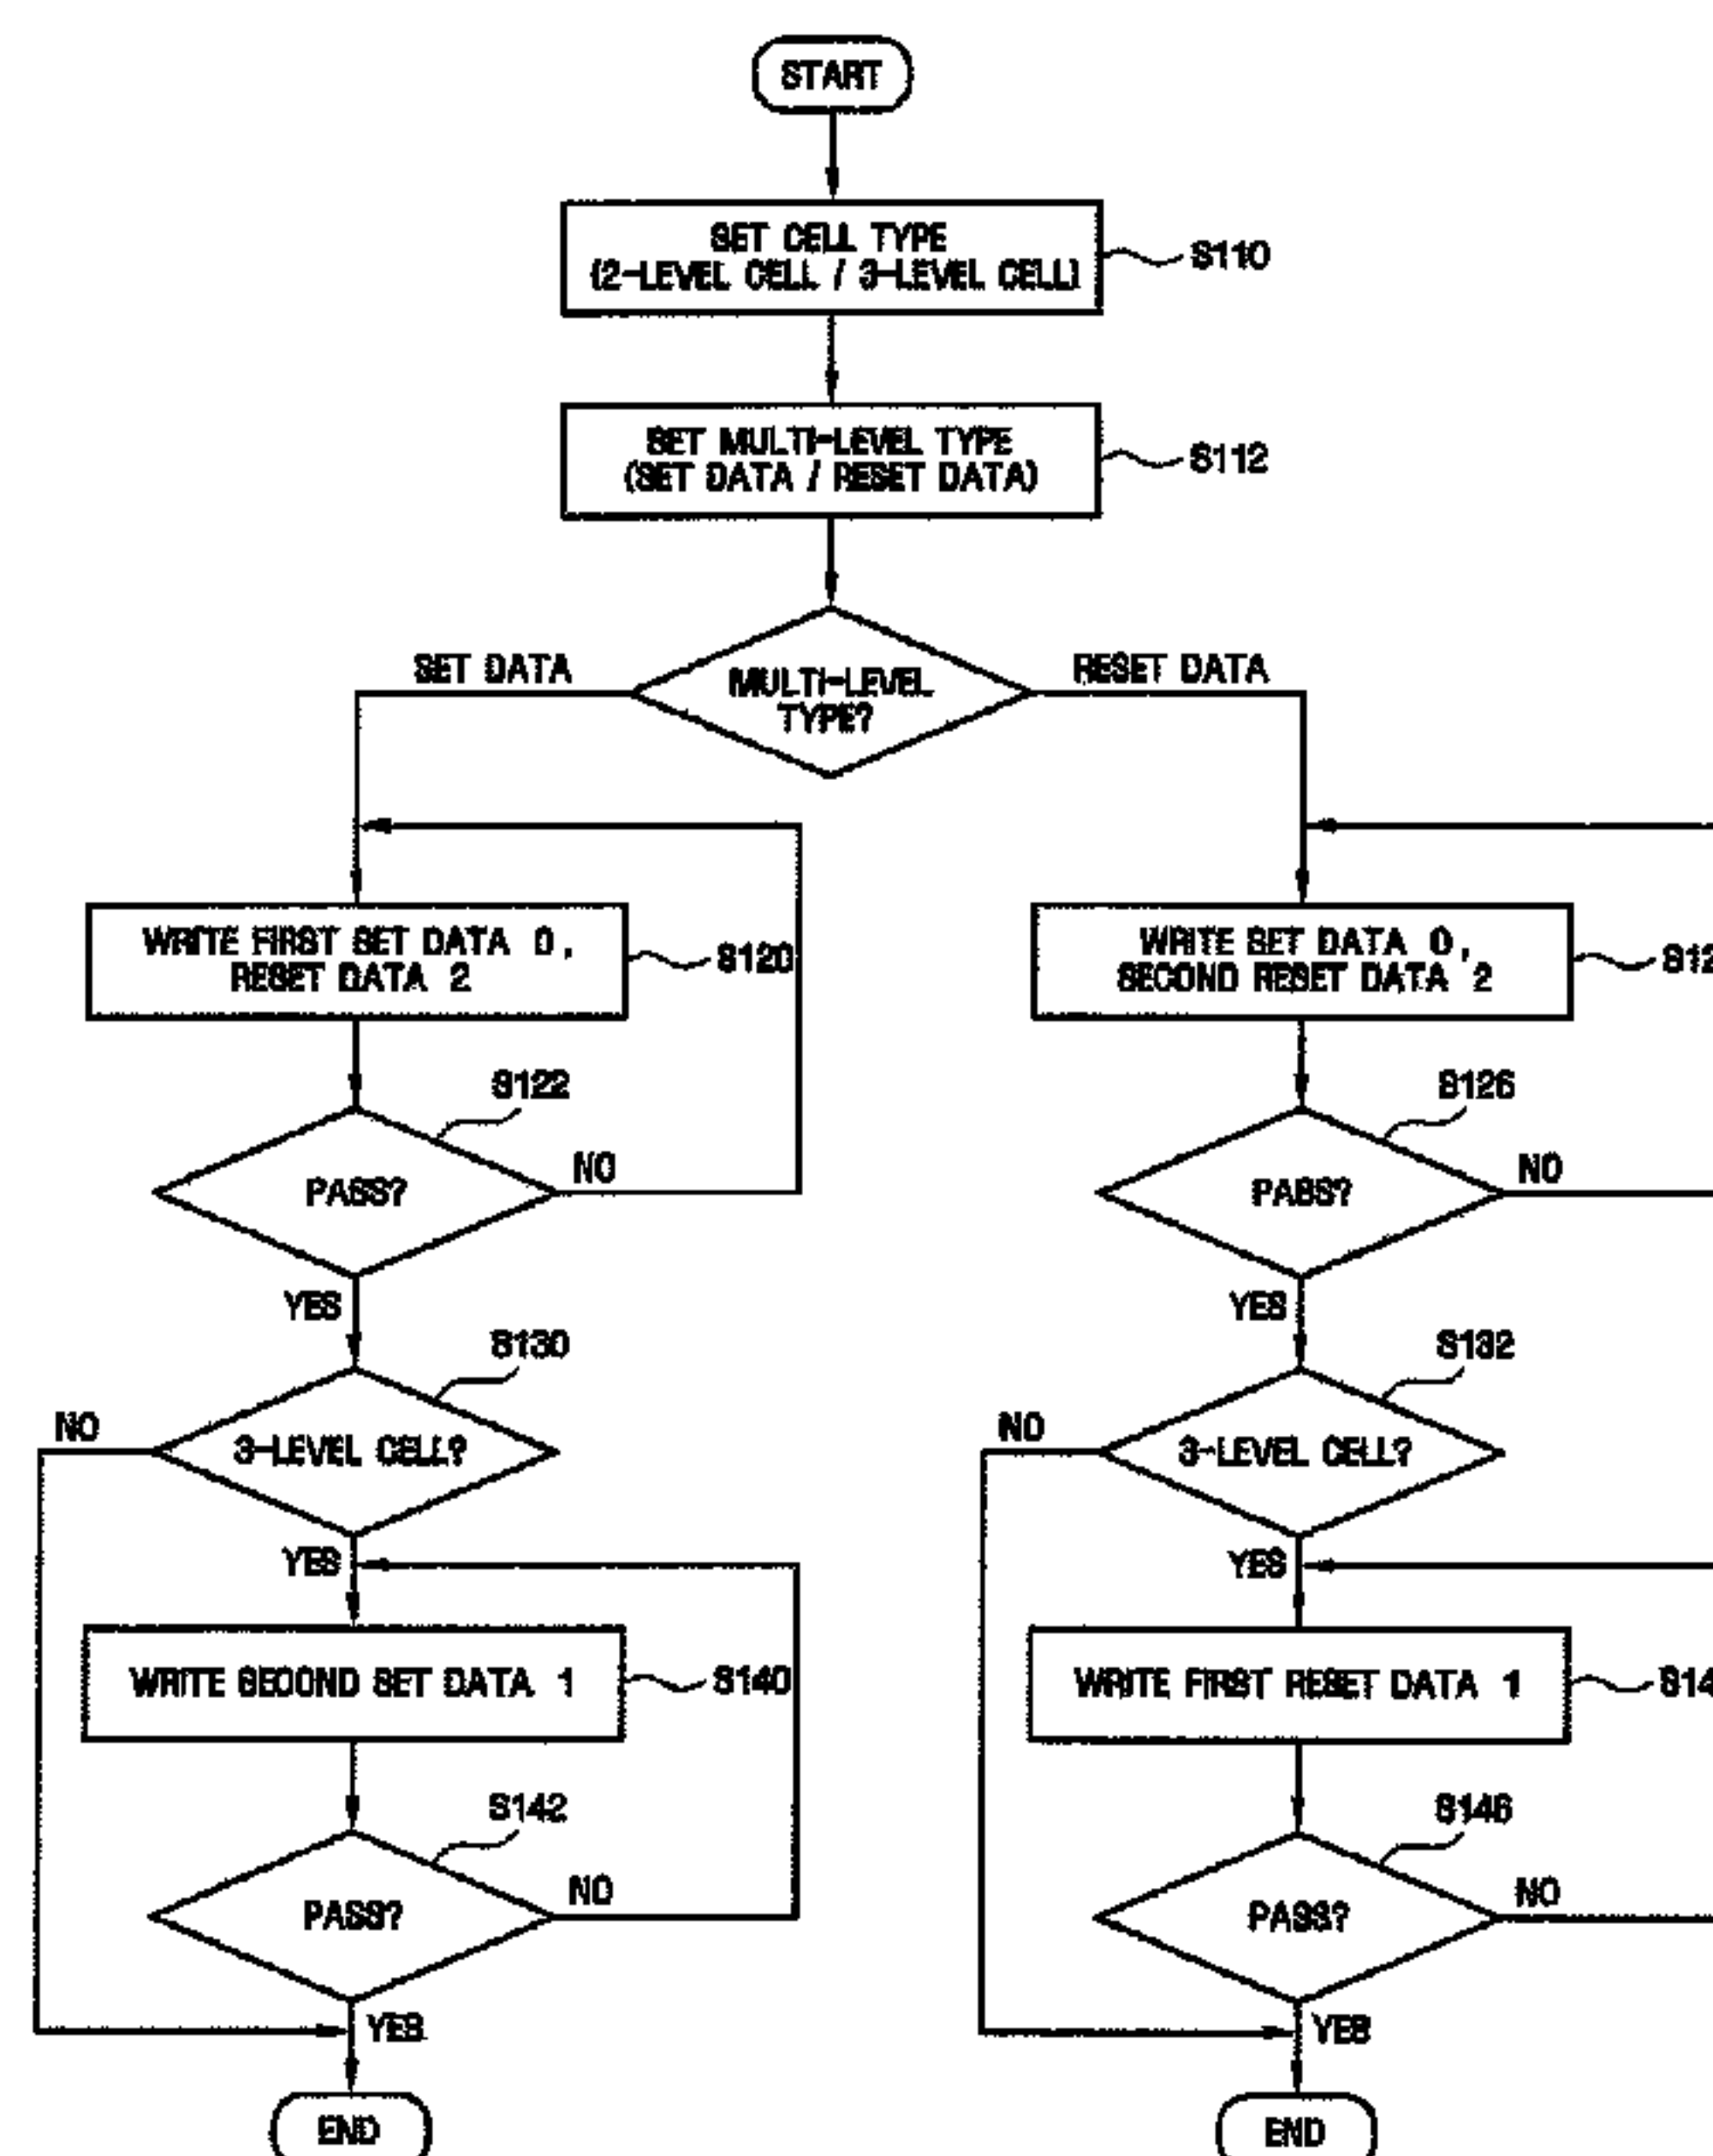 START
SET CELL TYPE
(2-LEVEL CELL / 3-LEVEL CELL)
S110
SET MULTI-LEVEL TYPE
(SET DATA / RESET DATA)
S112
SET DATA
MULTI-LEVEL
TYPE?
RESET DATA
WRITE FIRST SET DATA 0,
RESET DATA 2
S120
WRITE SET DATA 0,
SECOND RESET DATA 2
S12
S122
PASS?
NO
YES
S126
PASS?
NO
YES
S130
NO
3-LEVEL CELL?
YES
S132
NO
3-LEVEL CELL?
YES
WRITE SECOND SET DATA 1
S140
WRITE FIRST RESET DATA 1
S14
S142
PASS?
NO
YES
S146
PASS?
NO
YES
END
END